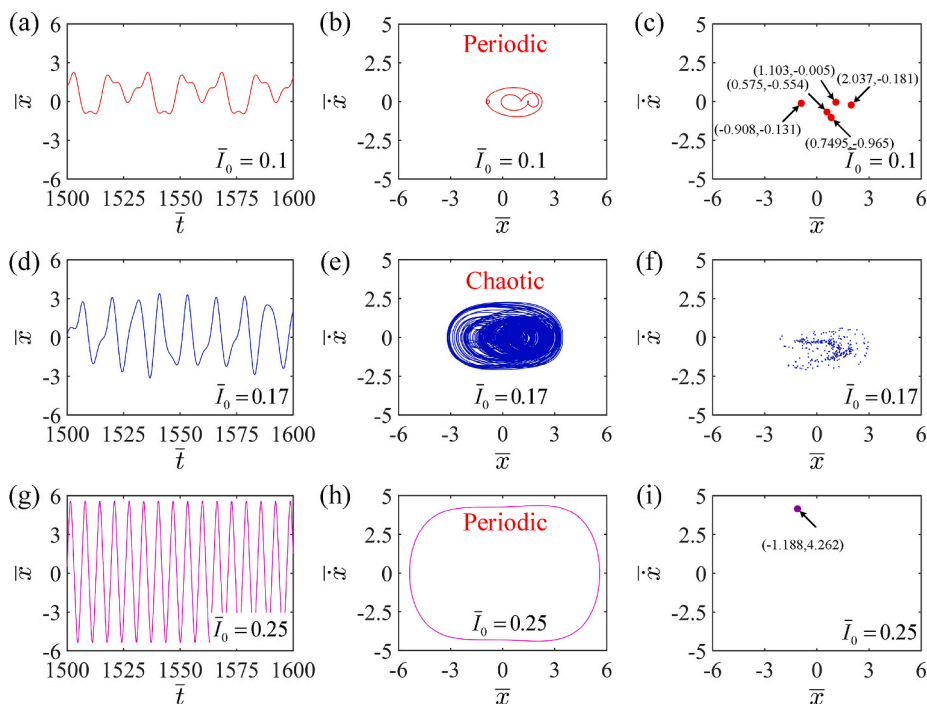 (a)
6
3
0
-3
-6
x̅
1500 1525 1550 1575 1600
t̅
Ī₀ = 0.1
(b)
5
2.5
0
-2.5
-5
ẋ̅
-6 -3 0 3 6
x̅
Periodic
Ī₀ = 0.1
(c)
5
2.5
0
-2.5
-5
ẋ̅
-6 -3 0 3 6
x̅
(1.103,-0.005)
(0.575,-0.554)
(2.037,-0.181)
(-0.908,-0.131)
(0.7495,-0.965)
Ī₀ = 0.1
(d)
6
3
0
-3
-6
x̅
1500 1525 1550 1575 1600
t̅
Ī₀ = 0.17
(e)
5
2.5
0
-2.5
-5
ẋ̅
-6 -3 0 3 6
x̅
Chaotic
Ī₀ = 0.17
(f)
5
2.5
0
-2.5
-5
ẋ̅
-6 -3 0 3 6
x̅
Ī₀ = 0.17
(g)
6
3
0
-3
-6
x̅
1500 1525 1550 1575 1600
t̅
Ī₀ = 0.25
(h)
5
2.5
0
-2.5
-5
ẋ̅
-6 -3 0 3 6
x̅
Periodic
Ī₀ = 0.25
(i)
5
2.5
0
-2.5
-5
ẋ̅
-6 -3 0 3 6
x̅
(-1.188,4.262)
Ī₀ = 0.25